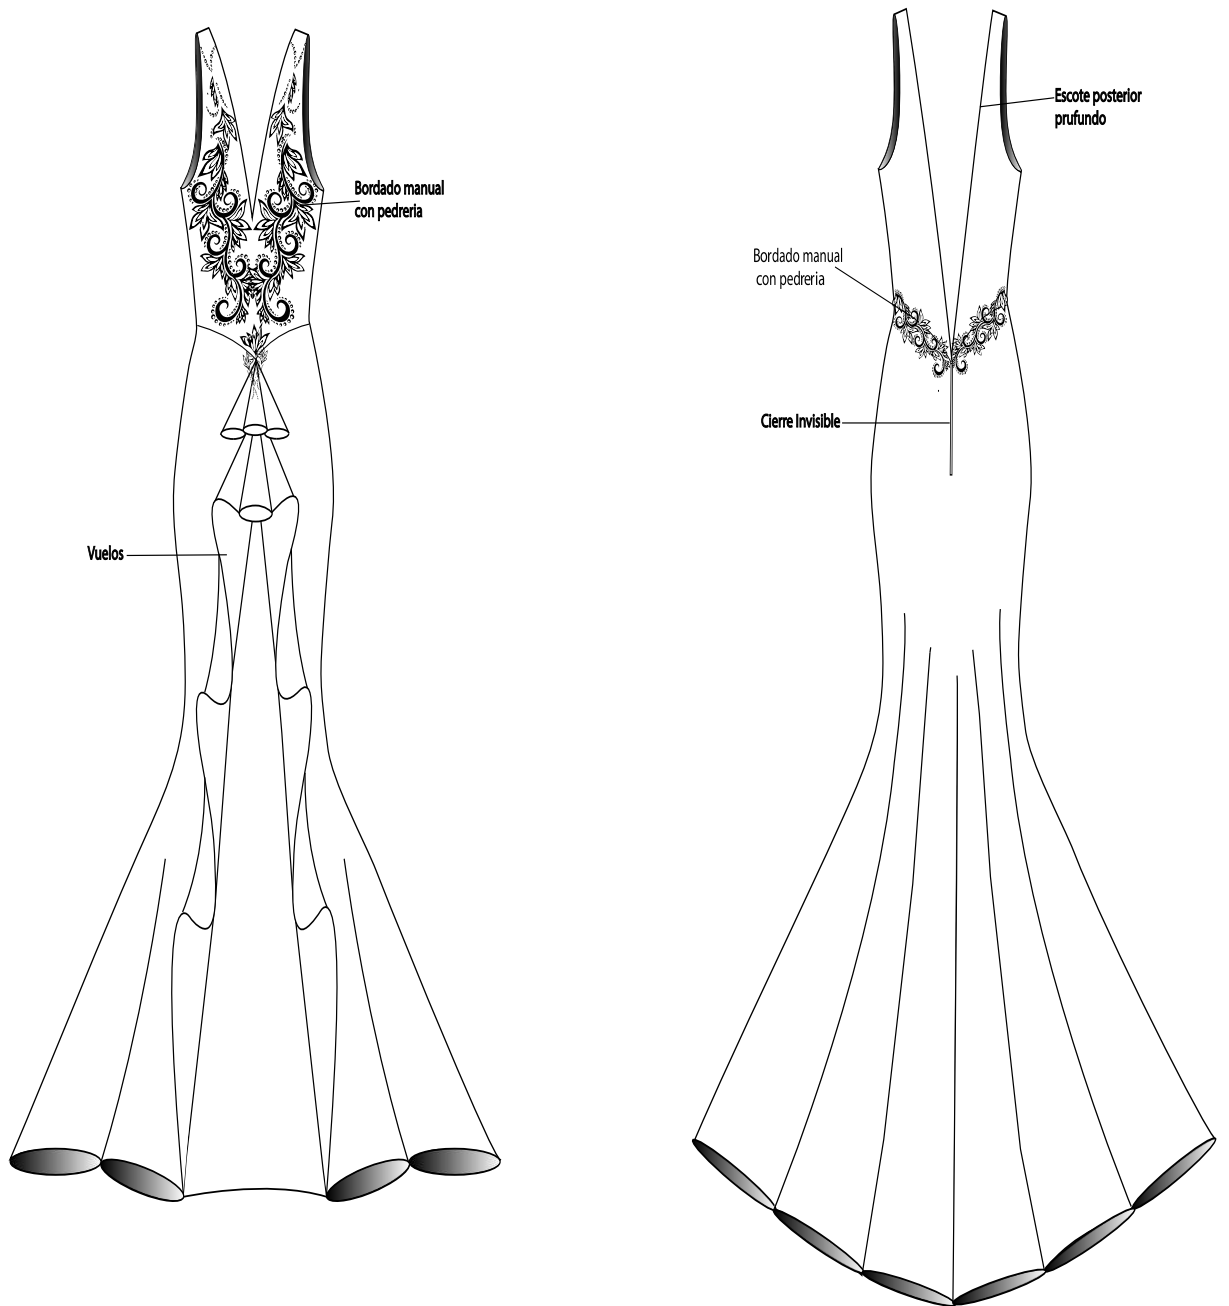 Bordado manual
con pedreria
Vuelos
Escote posterior
prufundo
Bordado manual
con pedreria
Cierre Invisible